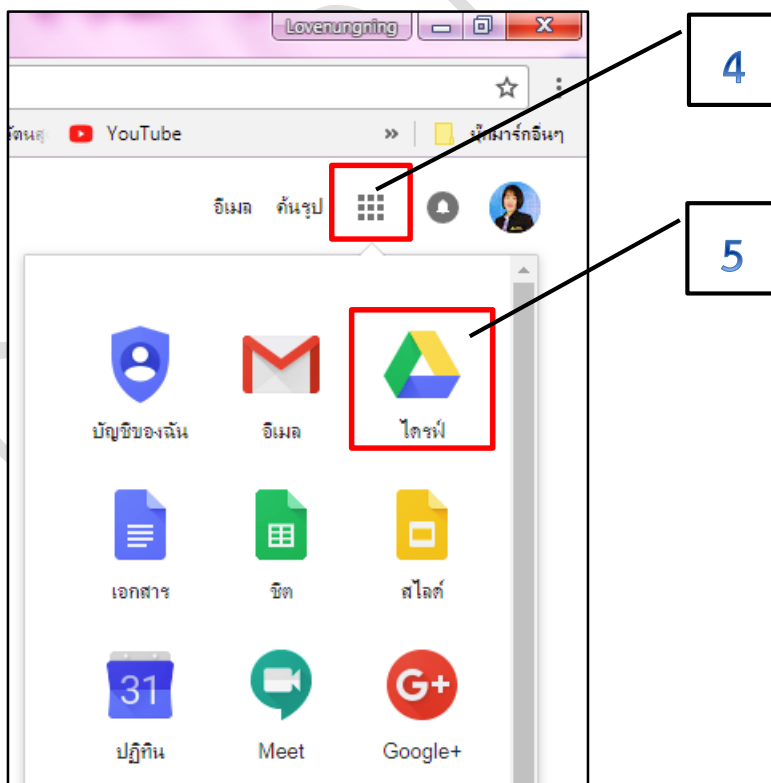 Lovenungning
4
YouTube » บุ๊กมาร์กอื่นๆ
อีเมล ค้นรูป
5
บัญชีของฉัน อีเมล ไดรฟ์
เอกสาร ชีต สไลด์
31
G+
ปฏิทิน Meet Google+